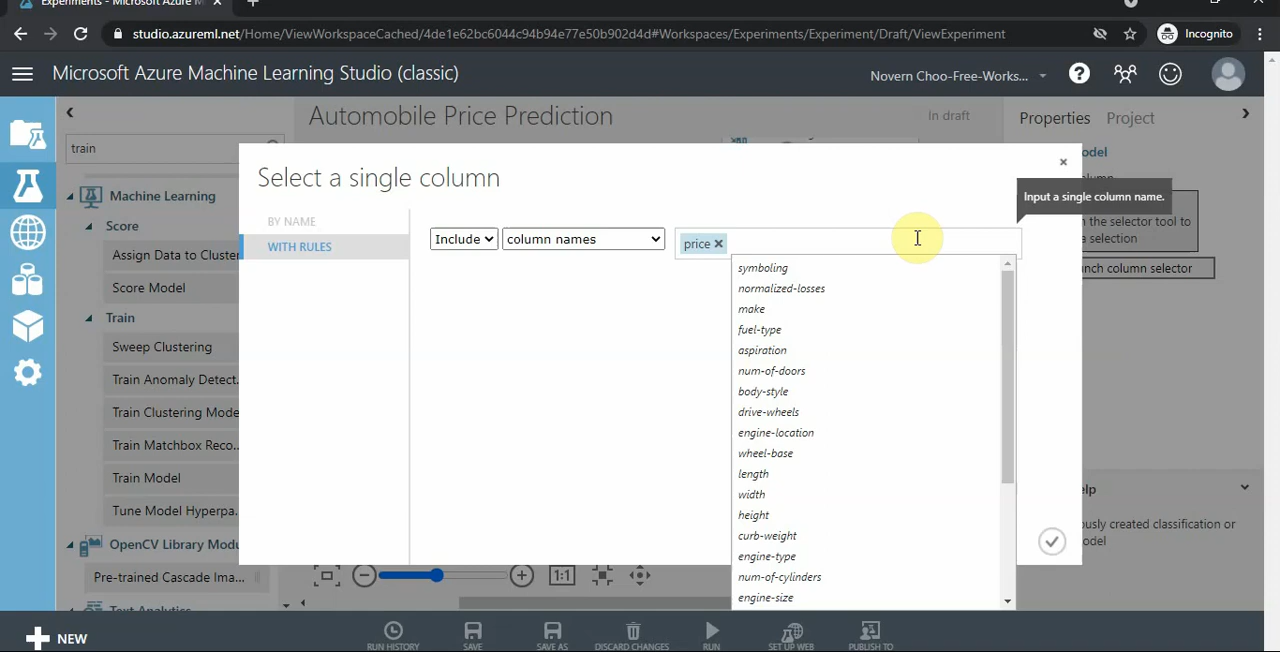 Experiments - Microsoft Azure M
studio.azureml.net/Home/ViewWorkspaceCached/4de1e62bc6044c94b94e77e50b902d4d#Workspaces/Experiments/Experiment/Draft/ViewExperiment
Incognito
Microsoft Azure Machine Learning Studio (classic)
Novern Choo-Free-Works...
Automobile Price Prediction
In draft
Properties
Project
train
Machine Learning
Score
Assign Data to Cluster
Score Model
Train
Sweep Clustering
Train Anomaly Detect...
Train Clustering Mode
Train Matchbox Reco...
Train Model
Tune Model Hyperpa...
OpenCV Library Modu
Pre-trained Cascade Ima...
Text Analytics
Select a single column
BY NAME
WITH RULES
Include
column names
price
Input a single column name.
symboling
normalized-losses
make
fuel-type
aspiration
num-of-doors
body-style
drive-wheels
engine-location
wheel-base
length
width
height
curb-weight
engine-type
num-of-cylinders
engine-size
odel
n the selector tool to
a selection
nch column selector
elp
ously created classification or
odel
1:1
NEW
RUN HISTORY
SAVE
SAVE AS
DISCARD CHANGES
RUN
SET UP WEB
PUBLISH TO